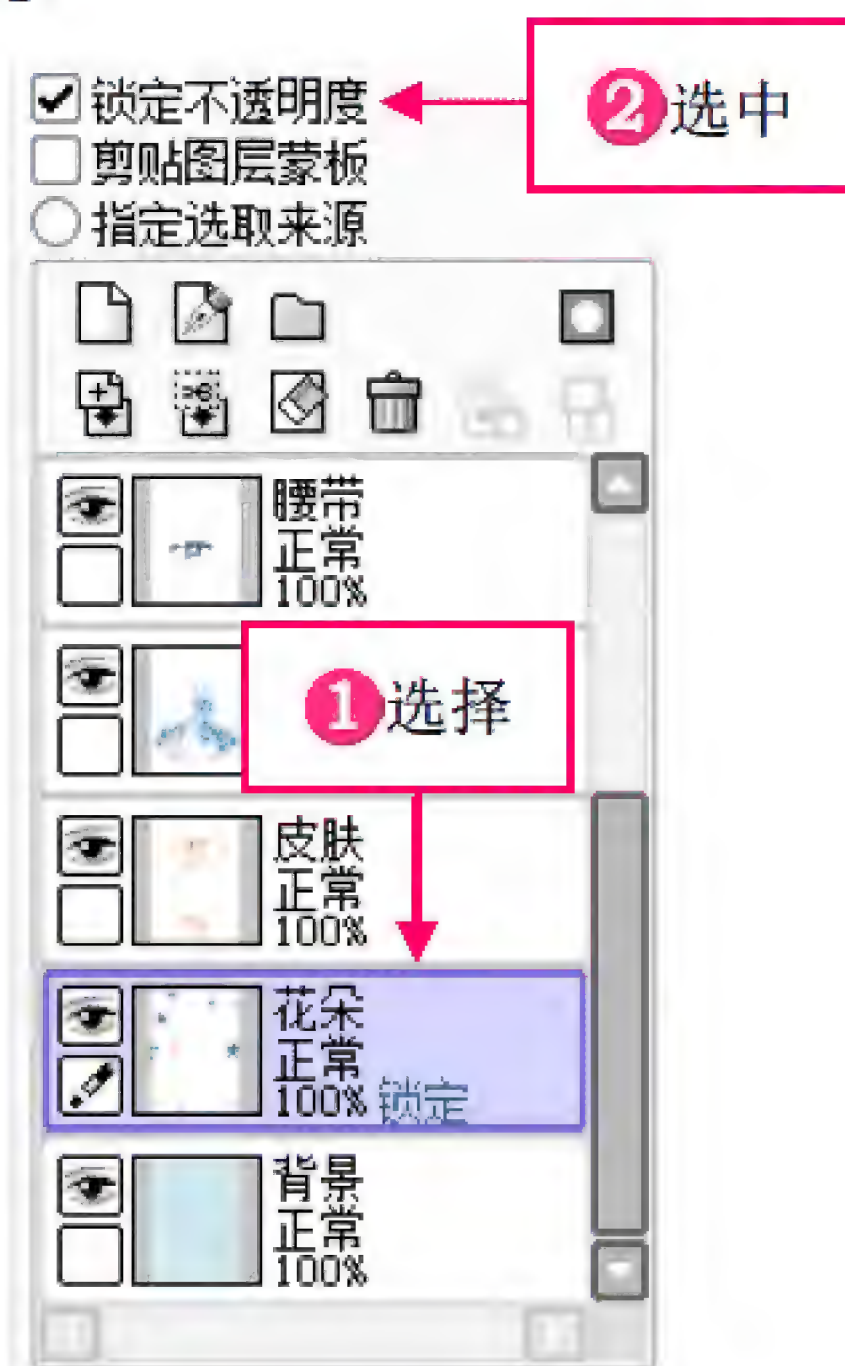 锁定不透明度
❷选中
剪贴图层蒙板
指定选取来源
腰带
正常
100%
❶选择
皮肤
正常
100%
花朵
正常
100% 锁定
背景
正常
100%